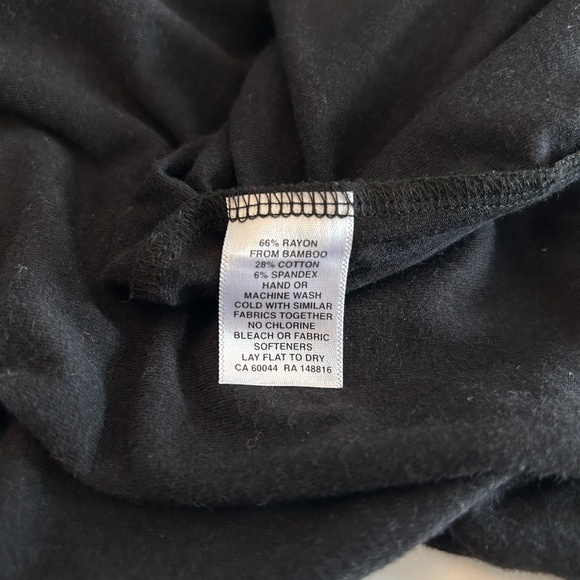 66% RAYON
FROM BAMBOO
28% COTTON
6% SPANDEX
HAND OR
MACHINE WASH
COLD WITH SIMILAR
FABRICS TOGETHER
NO CHLORINE
BLEACH OR FABRIC
SOFTENERS
LAY FLAT TO DRY
CA 60044 RA 148816